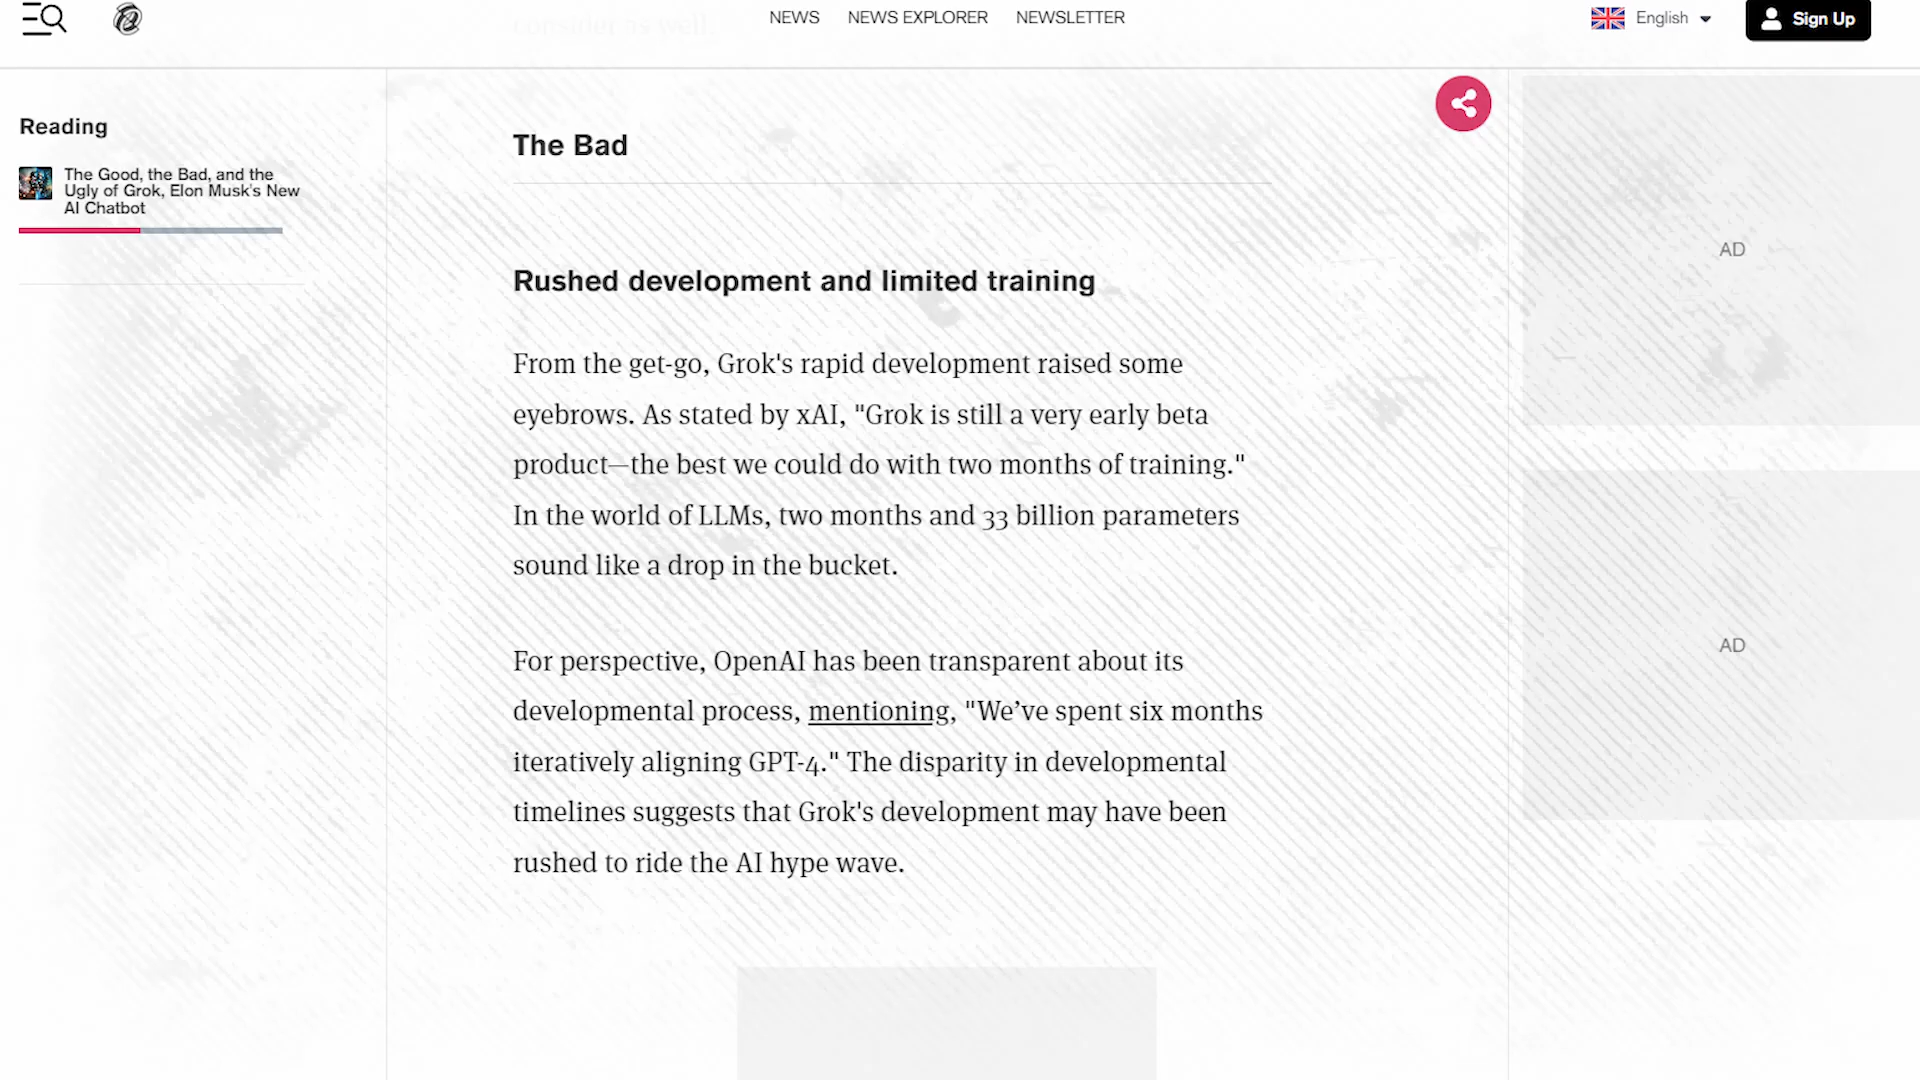 consider as well.
NEWS
NEWS EXPLORER
NEWSLETTER
English
Sign Up
Reading
The Good, the Bad, and the
Ugly of Grok, Elon Musk's New
AI Chatbot
The Bad
Rushed development and limited training
From the get-go, Grok's rapid development raised some
eyebrows. As stated by xAI, "Grok is still a very early beta
product—the best we could do with two months of training."
In the world of LLMs, two months and 33 billion parameters
sound like a drop in the bucket.
For perspective, OpenAI has been transparent about its
developmental process, mentioning, "We’ve spent six months
iteratively aligning GPT-4." The disparity in developmental
timelines suggests that Grok's development may have been
rushed to ride the AI hype wave.
AD
AD